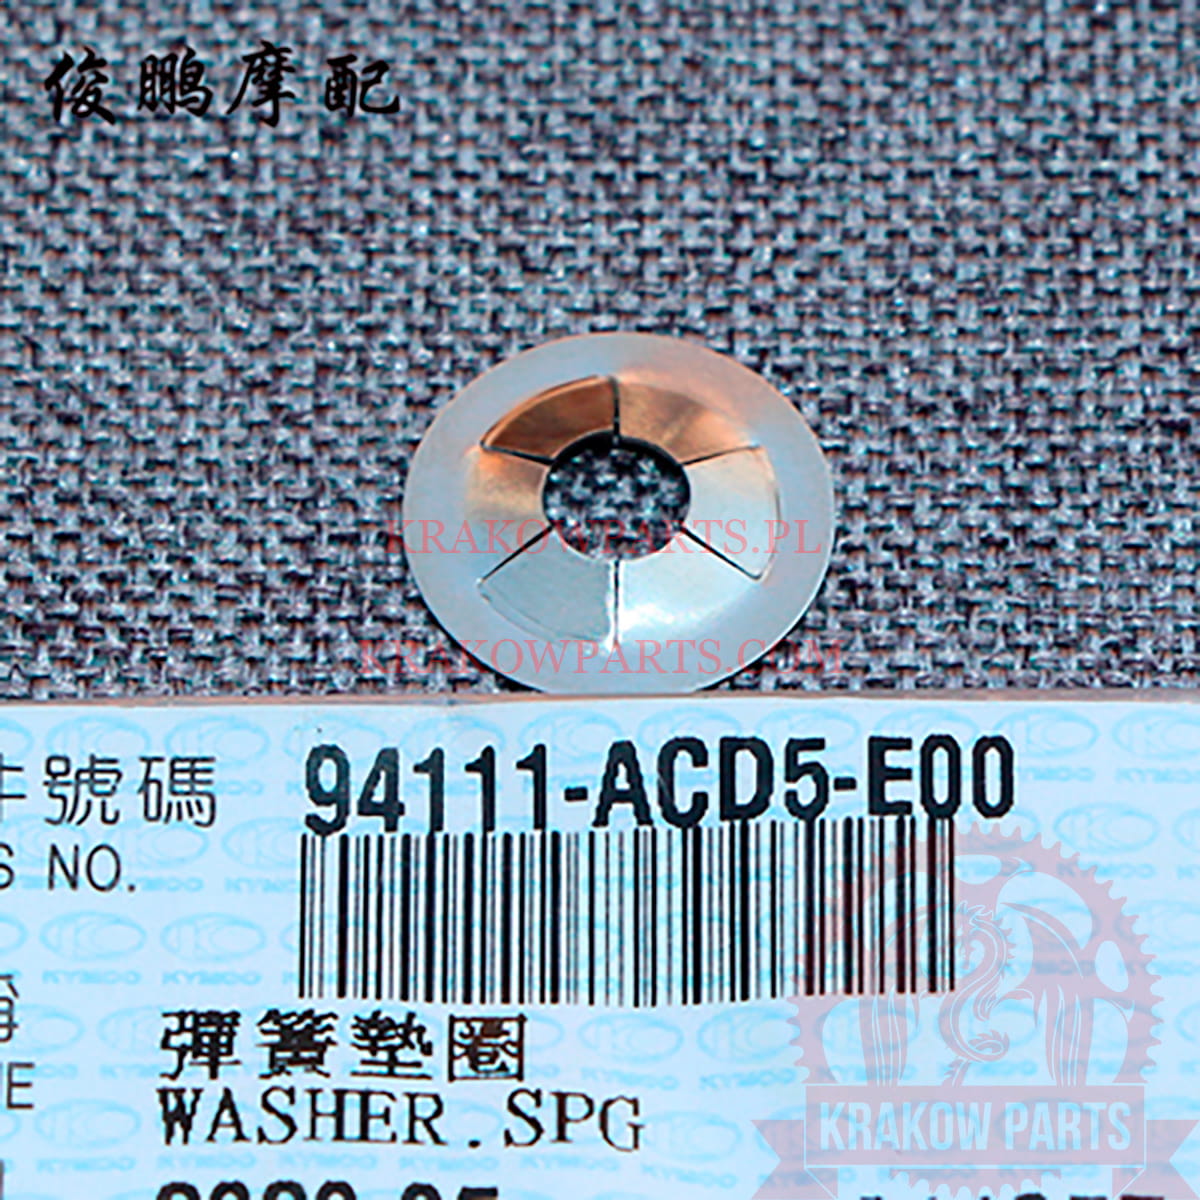 俊鵬摩配
KRAKOWPARTS.PL
KRAKOWPARTS.COM
件號碼 94111-ACD5-E00
S NO.
彈簧墊圈
WASHER.SPG
KRAKOW PARTS